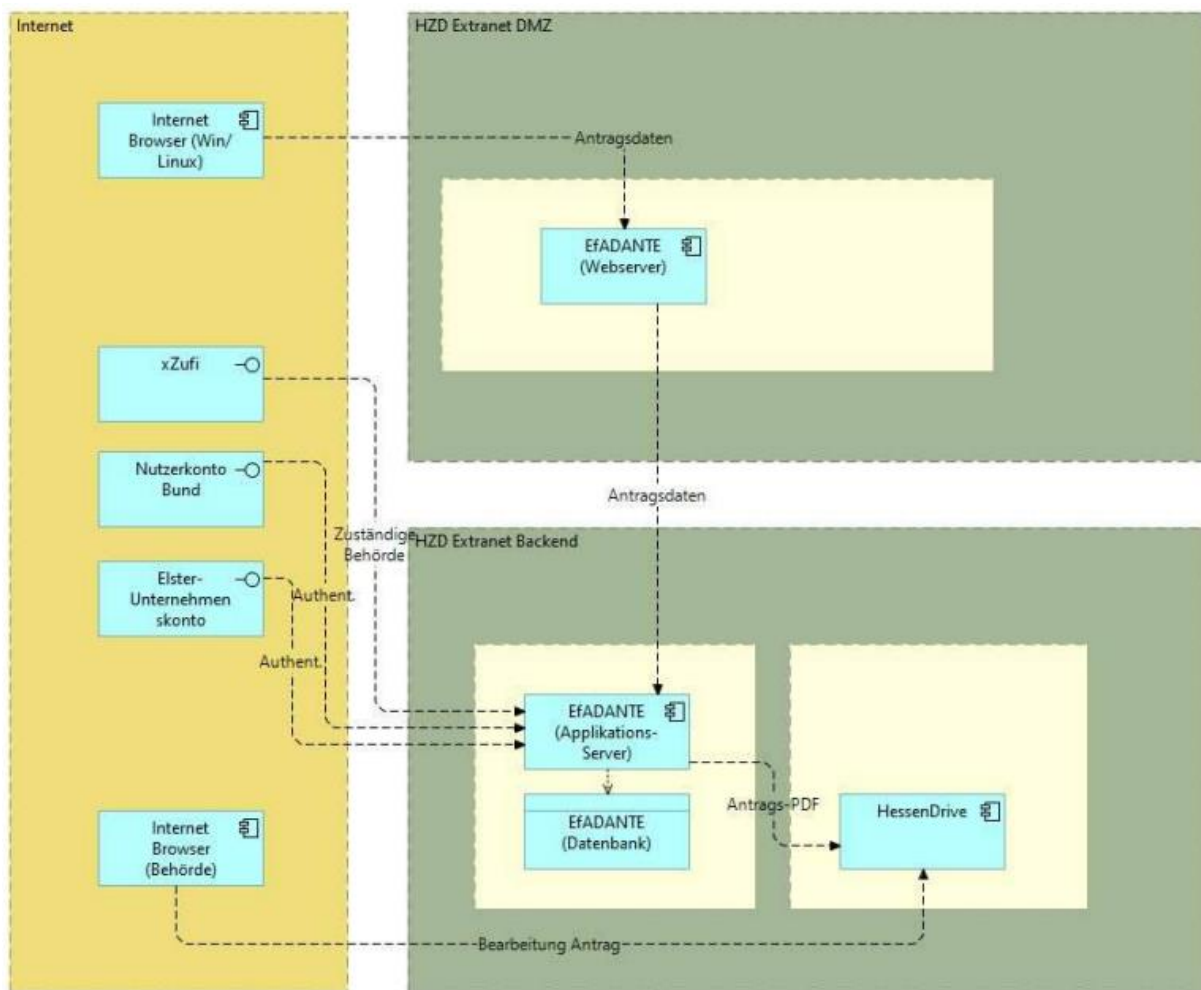 Internet
HZD Extranet DMZ
Internet
Browser (Win/
Linux)
Antragsdaten
EfADANTE
(Webserver)
xZufi
Nutzerkonto
Bund
Antragsdaten
Zuständige
Behörde
HZD Extranet Backend
Elster-
Unternehmen
skonto
Authent.
Authent.
EfADANTE
(Applikations-
Server)
Antrags-PDF
HessenDrive
EfADANTE
(Datenbank)
Internet
Browser
(Behörde)
Bearbeitung Antrag